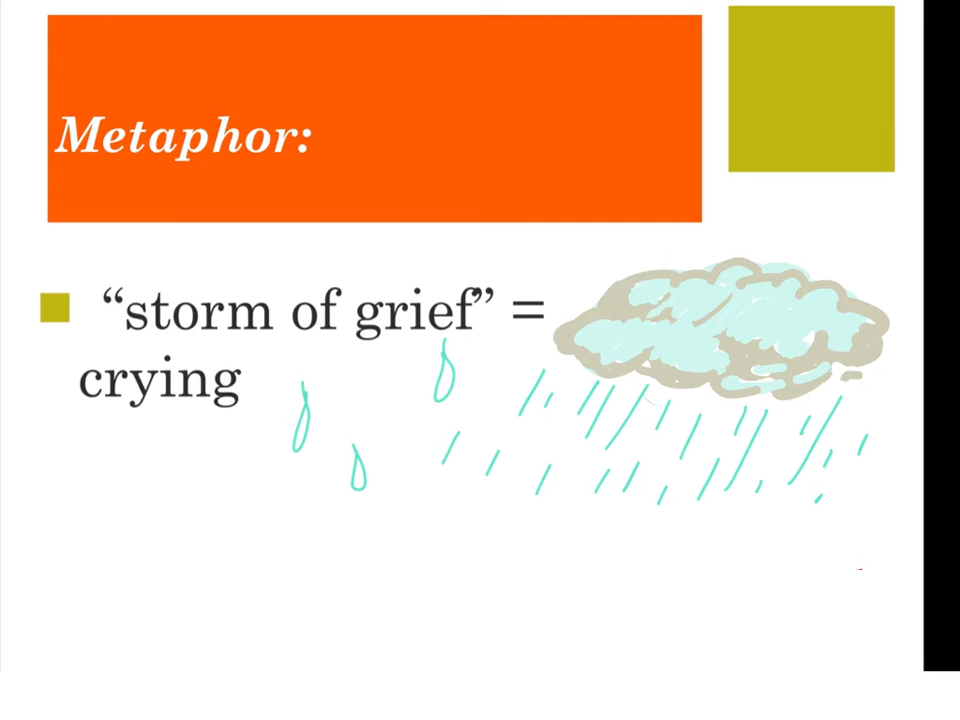 Metaphor:
“storm of grief” =
crying